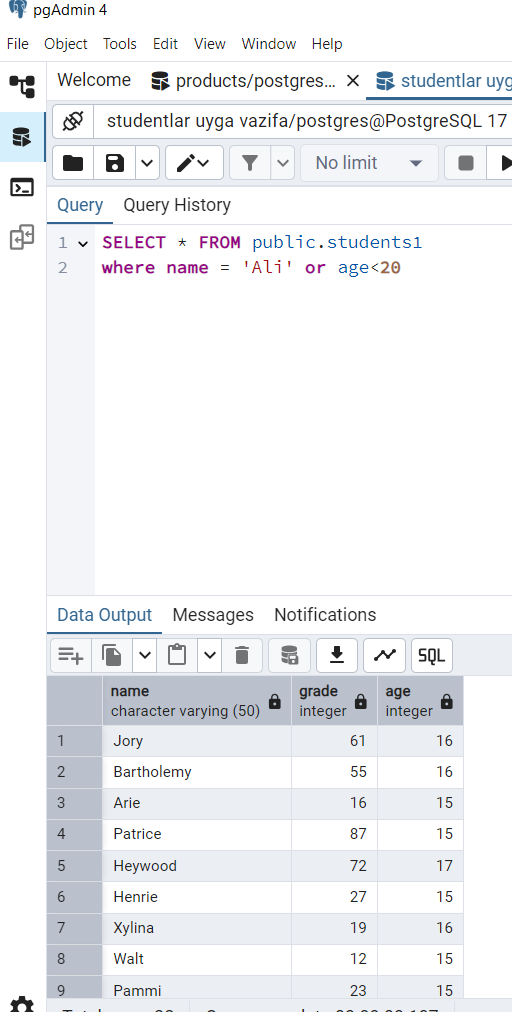 pgAdmin 4
File Object Tools Edit View Window Help
Welcome products/postgres... studentlar uyg
studentlar uyga vazifa/postgres@PostgreSQL 17
No limit
Query Query History
1 SELECT * FROM public.students1
2 where name = 'Ali' or age<20
Data Output Messages Notifications
SQL
name grade age
character varying (50) integer integer
1 Jory 61 16
2 Bartholemy 55 16
3 Arie 16 15
4 Patrice 87 15
5 Heywood 72 17
6 Henrie 27 15
7 Xylina 19 16
8 Walt 12 15
9 Pammi 23 15